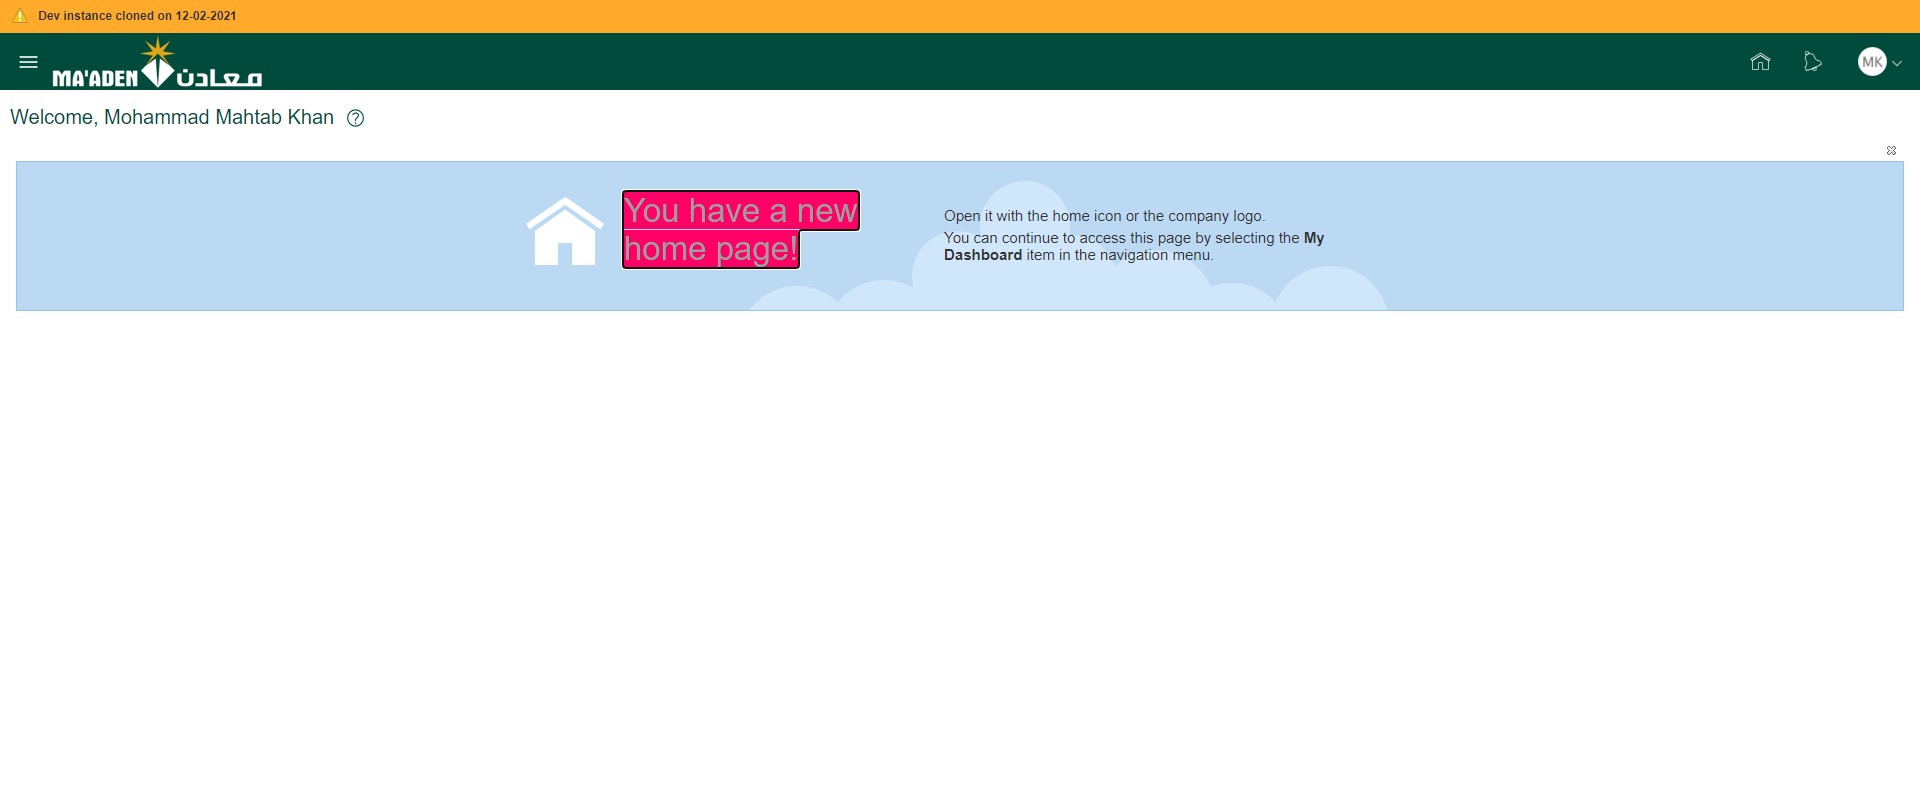 Dev instance cloned on 12-02-2021
MA'ADEN معادن
MK
Welcome, Mohammad Mahtab Khan
You have a new
home page!
Open it with the home icon or the company logo.
You can continue to access this page by selecting the My
Dashboard item in the navigation menu.